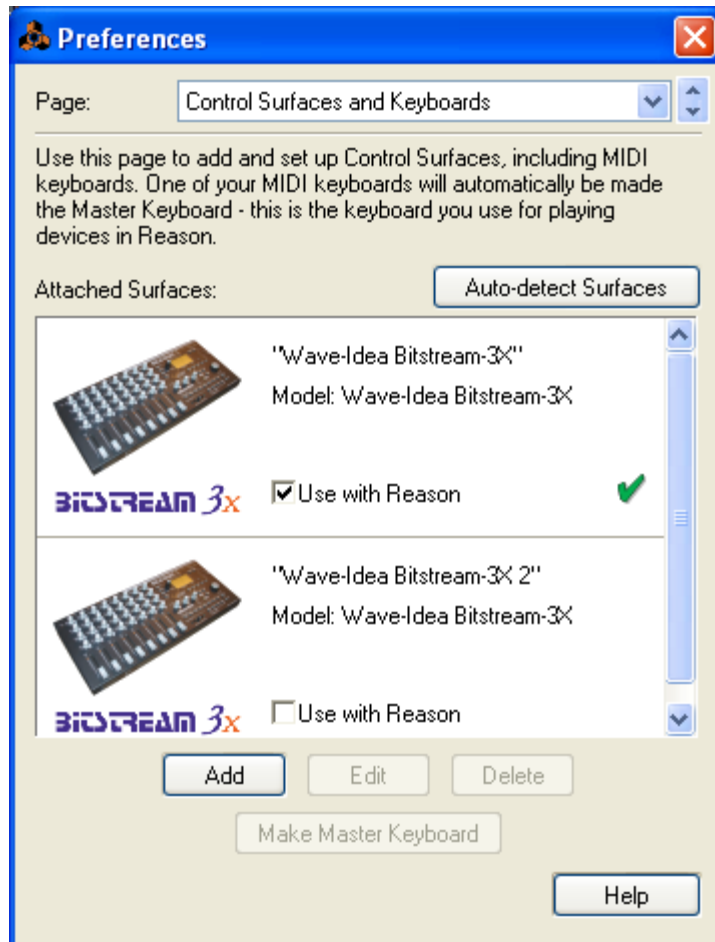 Preferences
Page: Control Surfaces and Keyboards
Use this page to add and set up Control Surfaces, including MIDI
keyboards. One of your MIDI keyboards will automatically be made
the Master Keyboard - this is the keyboard you use for playing
devices in Reason.
Attached Surfaces: Auto-detect Surfaces
"Wave-Idea Bitstream-3X"
Model: Wave-Idea Bitstream-3X
BITSTREAM 3x Use with Reason
"Wave-Idea Bitstream-3X 2"
Model: Wave-Idea Bitstream-3X
BITSTREAM 3x Use with Reason
Add Edit Delete
Make Master Keyboard
Help